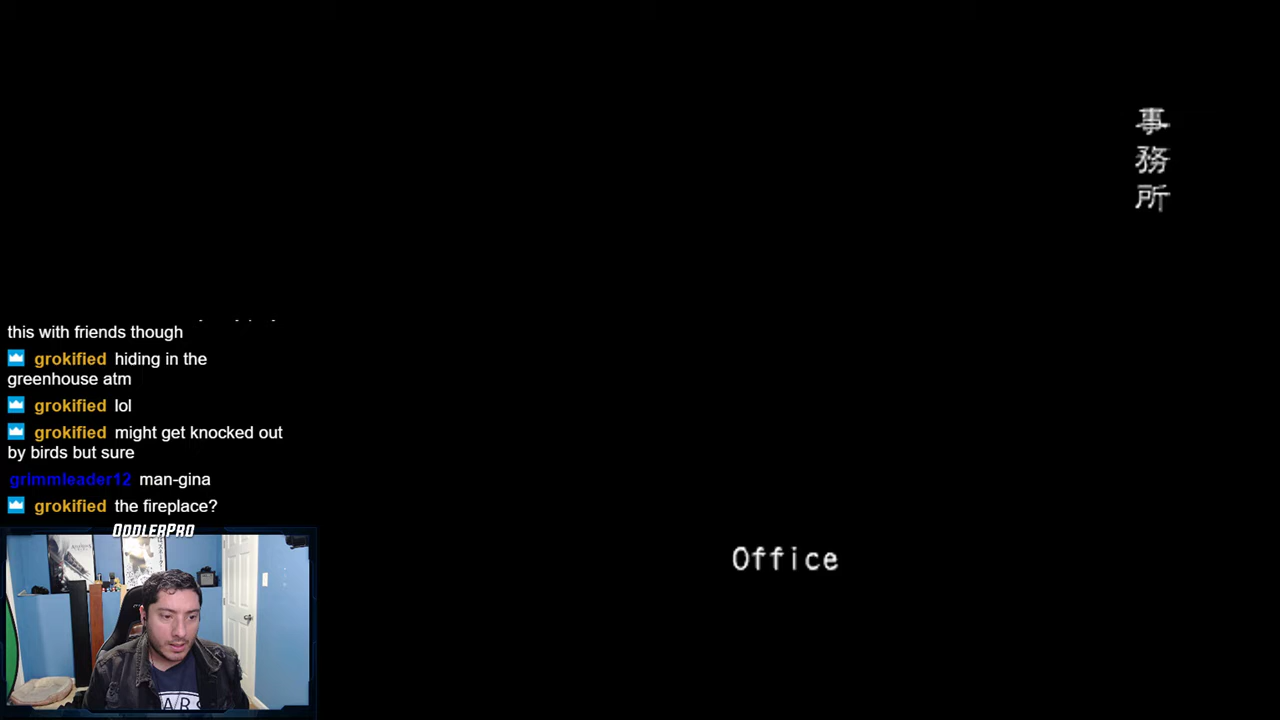 事務所
this with friends though
grokified hiding in the
greenhouse atm
grokified lol
grokified might get knocked out
by birds but sure
grimmleader12 man-gina
grokified the fireplace?
ODDLERPRO
Office